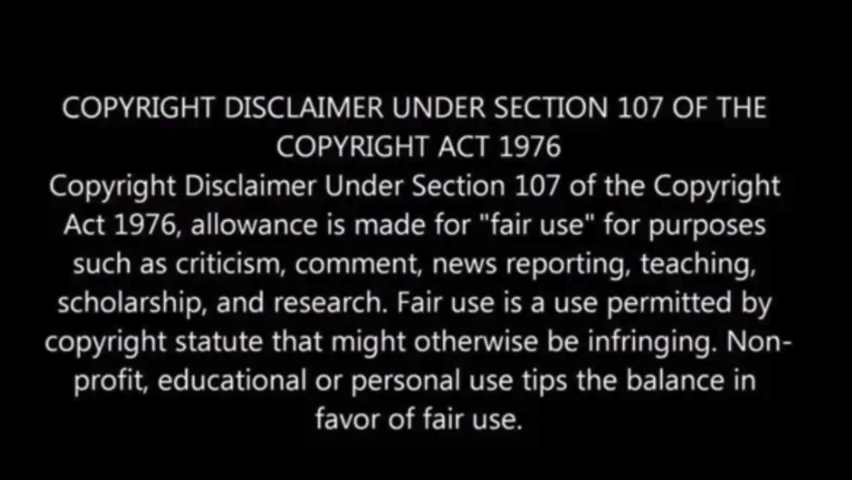 COPYRIGHT DISCLAIMER UNDER SECTION 107 OF THE
COPYRIGHT ACT 1976
Copyright Disclaimer Under Section 107 of the Copyright
Act 1976, allowance is made for "fair use" for purposes
such as criticism, comment, news reporting, teaching,
scholarship, and research. Fair use is a use permitted by
copyright statute that might otherwise be infringing. Non-
profit, educational or personal use tips the balance in
favor of fair use.